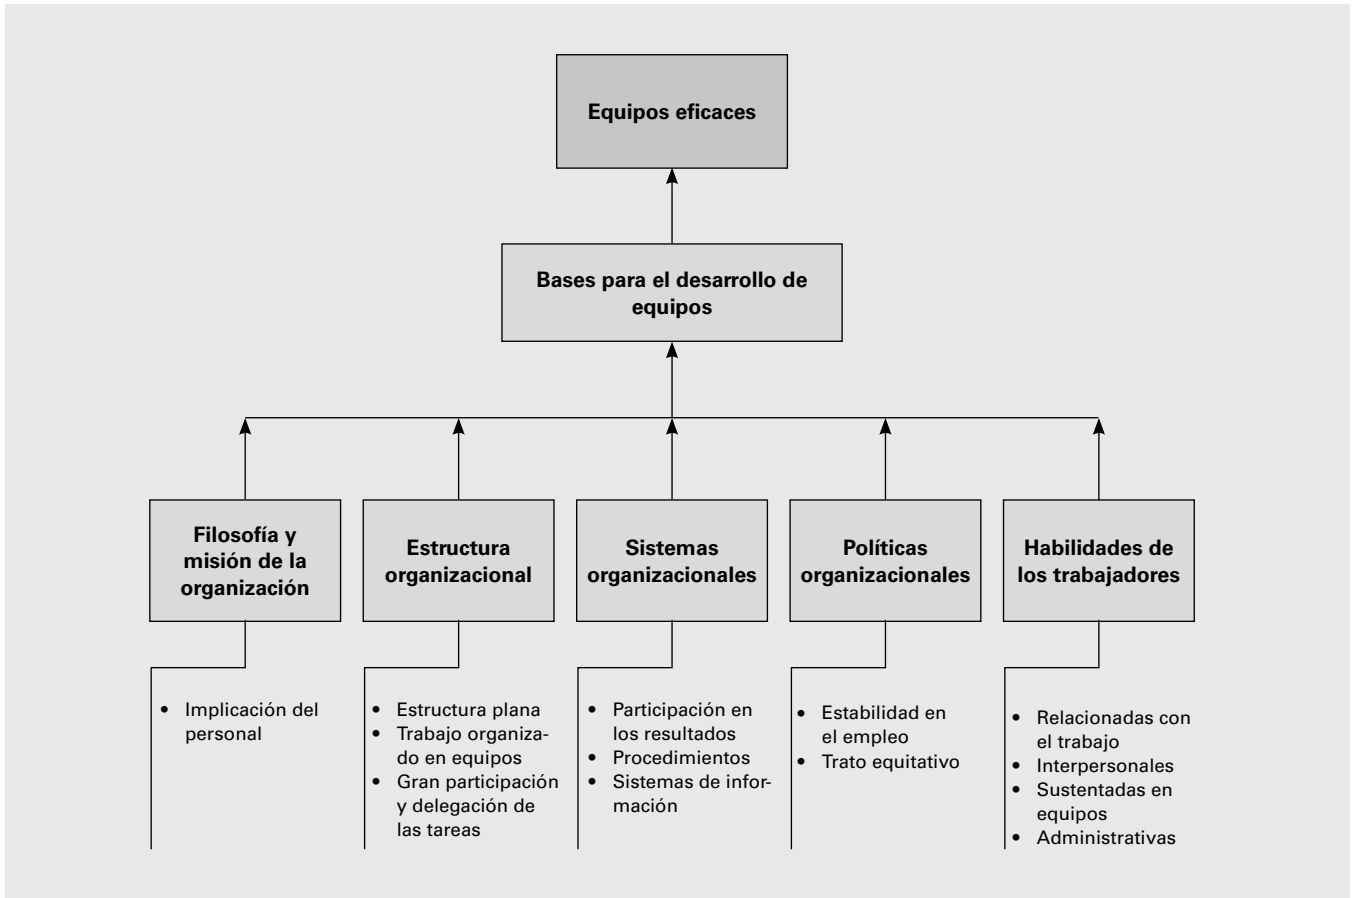 Equipos eficaces
Bases para el desarrollo de
equipos
Filosofía y
misión de la
organización
Estructura
organizacional
Sistemas
organizacionales
Políticas
organizacionales
Habilidades de
los trabajadores
• Implicación del
personal
• Estructura plana
• Trabajo organiza-
do en equipos
• Gran participación
y delegación de
las tareas
• Participación en
los resultados
• Procedimientos
• Sistemas de infor-
mación
• Estabilidad en
el empleo
• Trato equitativo
• Relacionadas con
el trabajo
• Interpersonales
• Sustentadas en
equipos
• Administrativas